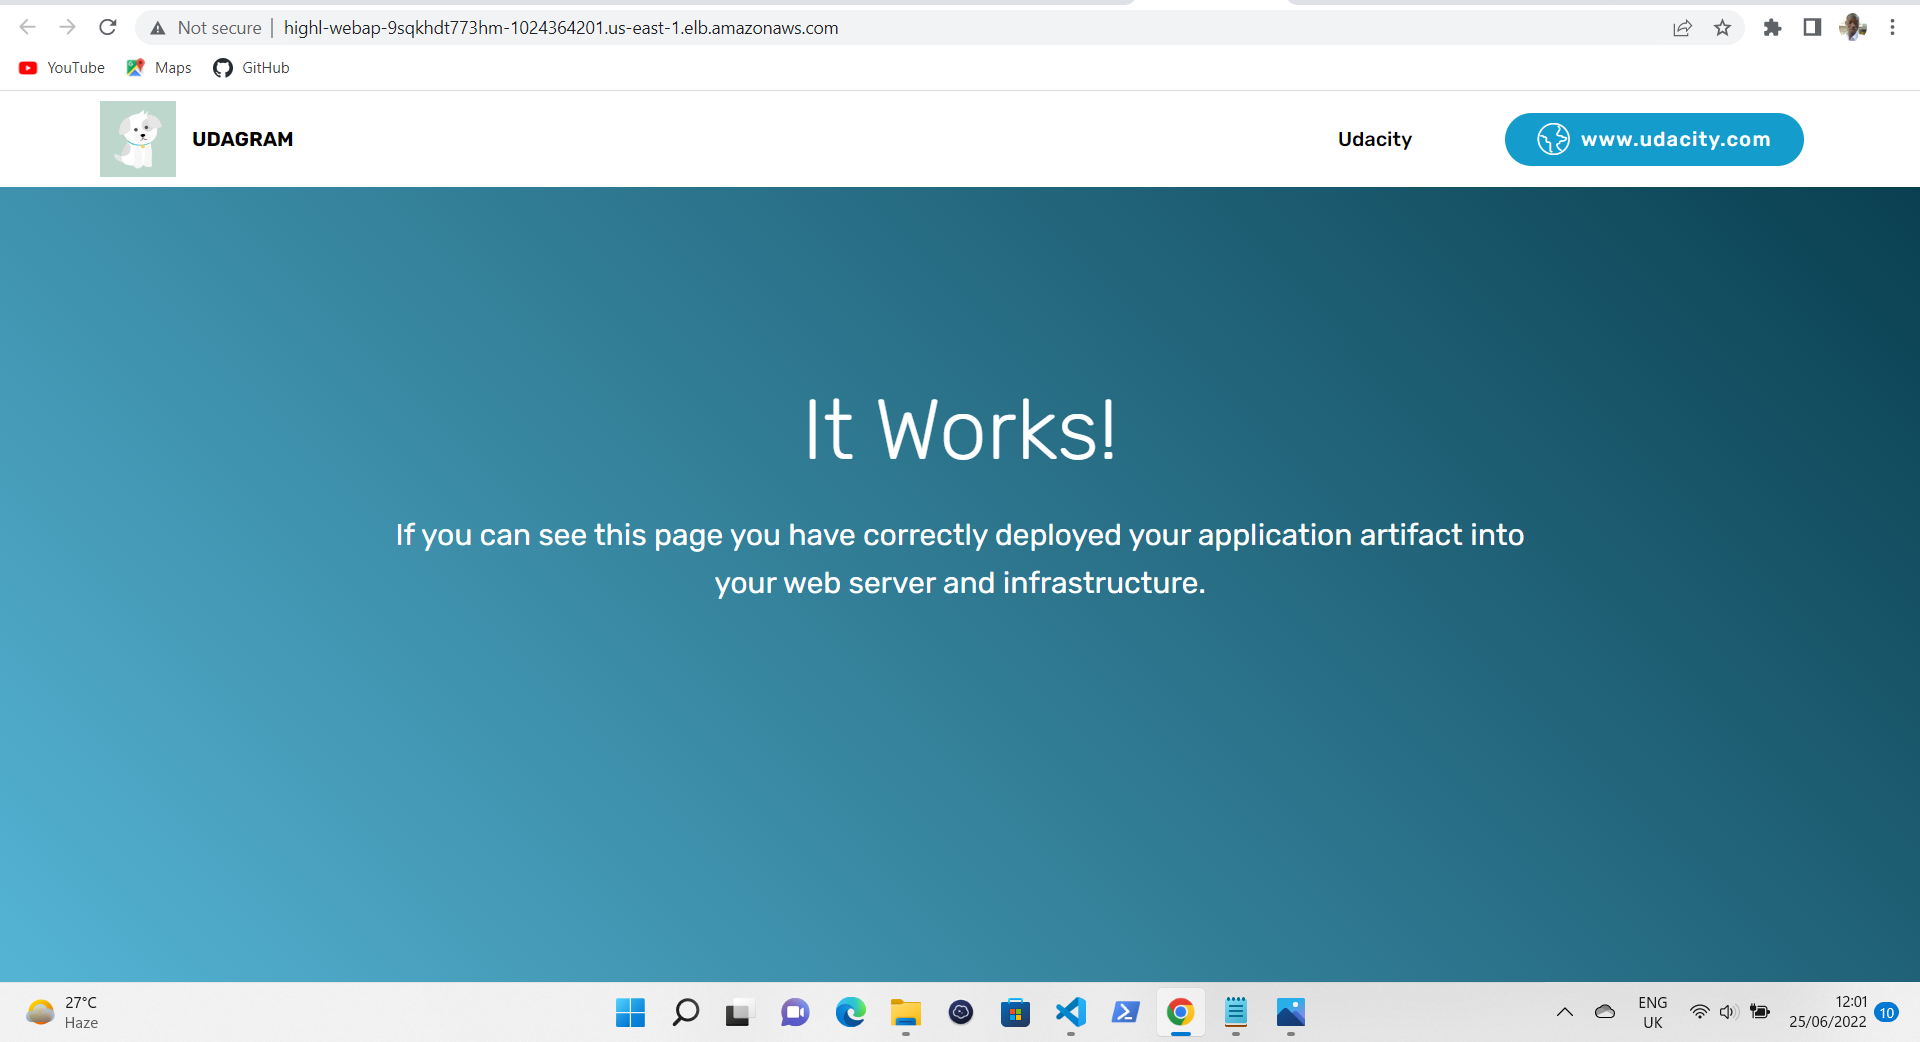 Not secure | highl-webap-9sqkhdt773hm-1024364201.us-east-1.elb.amazonaws.com
YouTube Maps GitHub
UDAGRAM Udacity www.udacity.com
It Works!
If you can see this page you have correctly deployed your application artifact into
your web server and infrastructure.
27°C
Haze
ENG
UK
12:01
25/06/2022
10